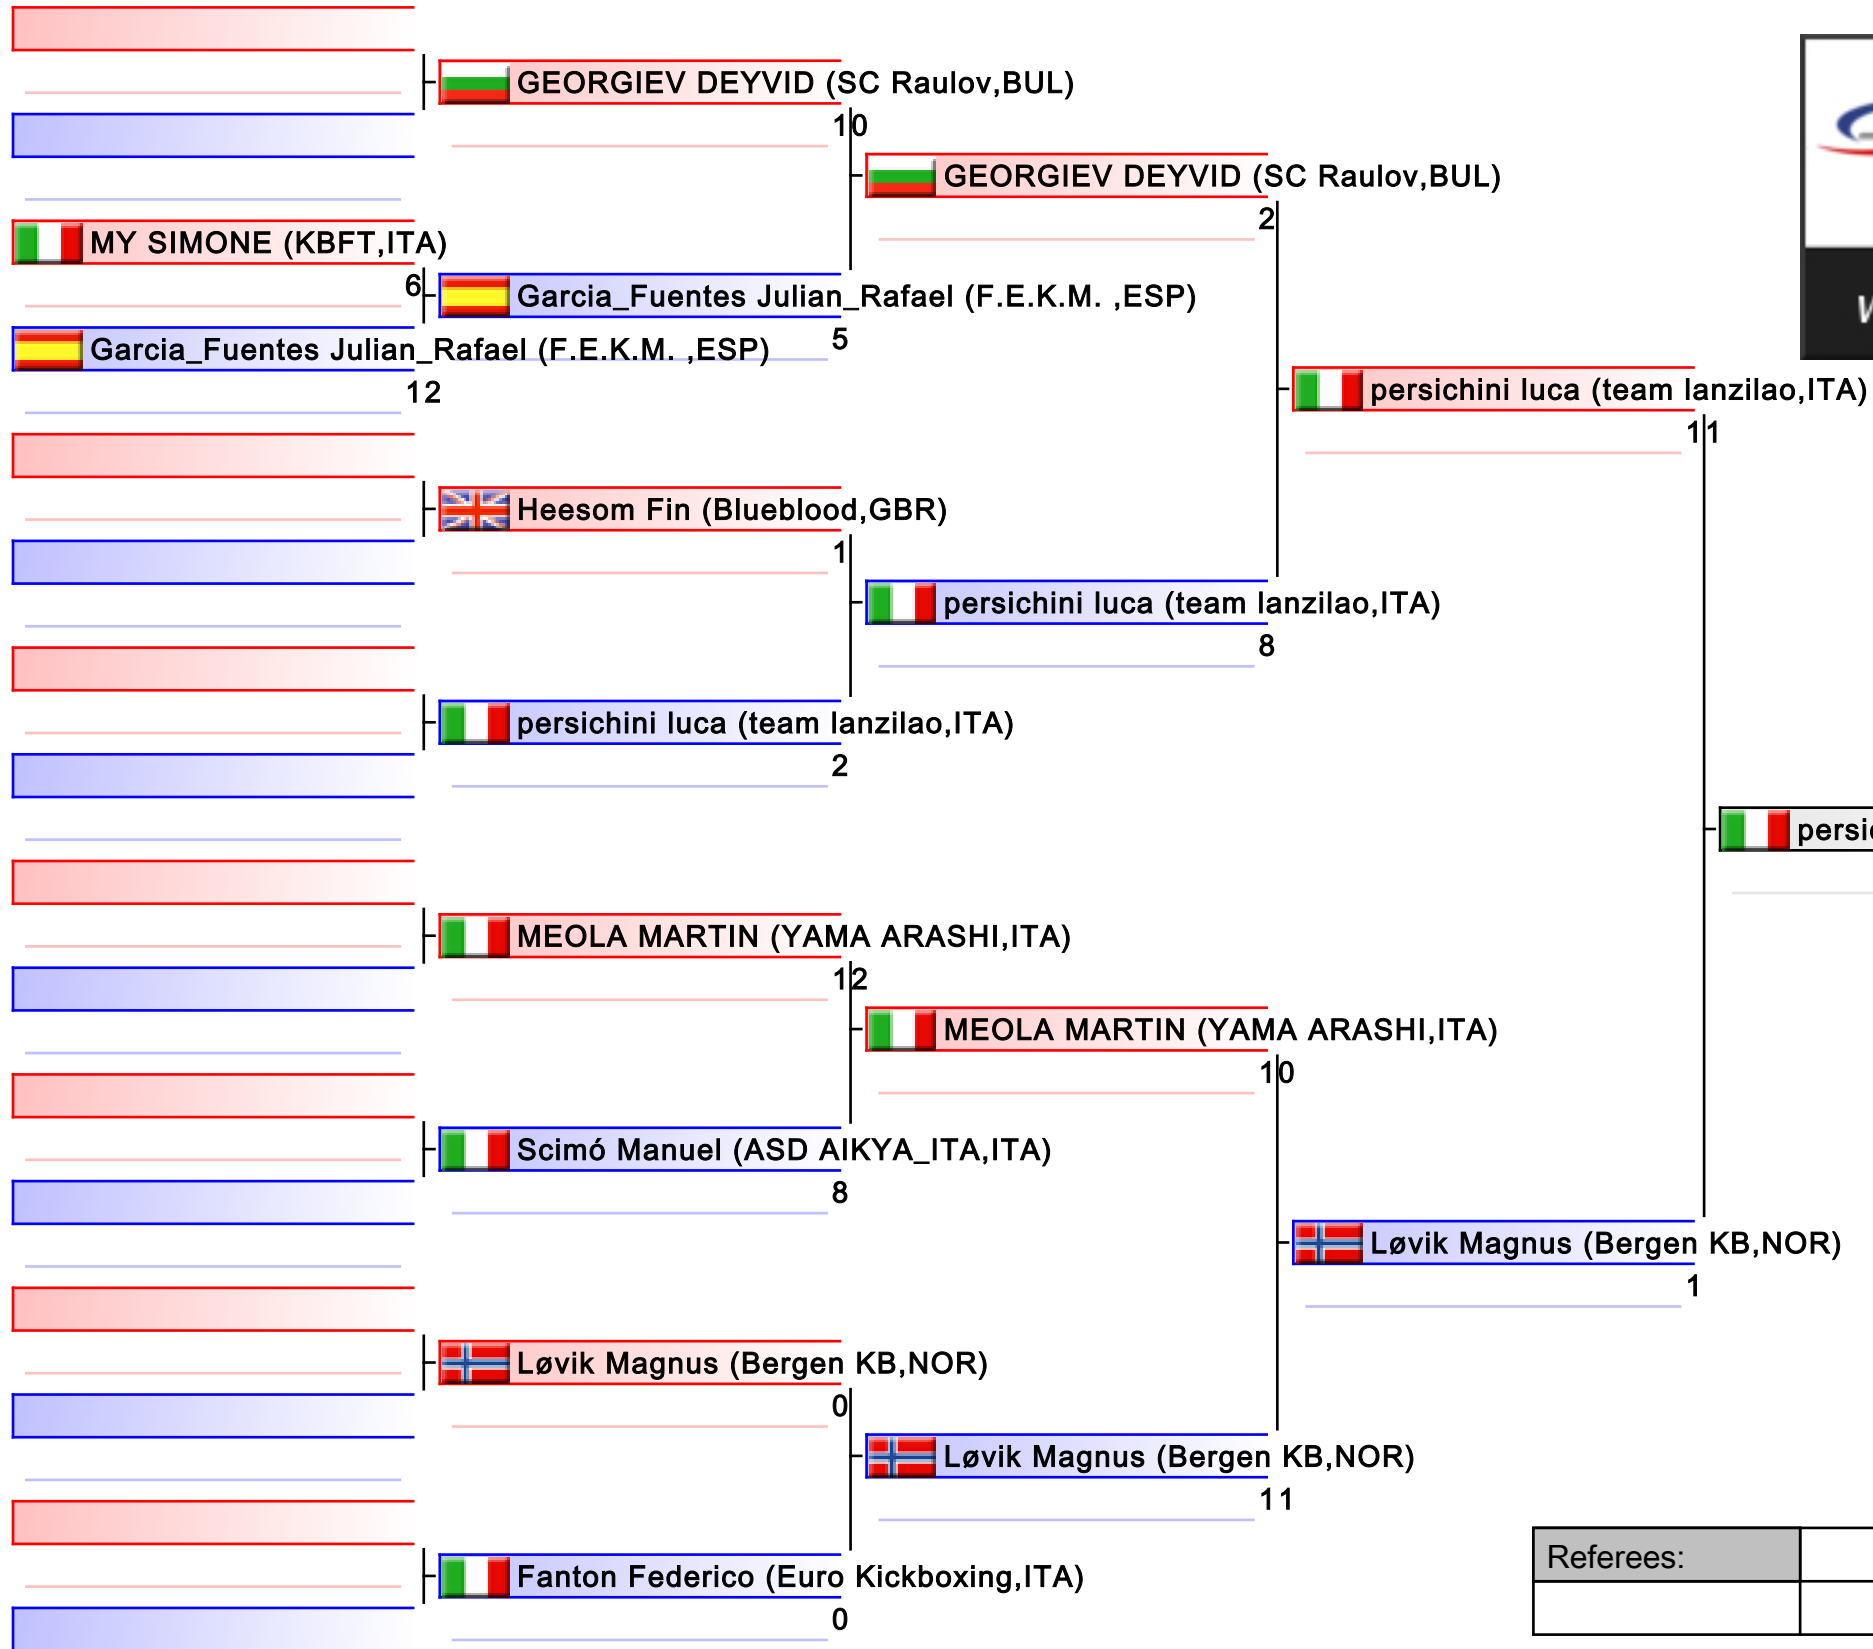 GEORGIEV DEYVID (SC Raulov,BUL)
10
GEORGIEV DEYVID (SC Raulov,BUL)
2
MY SIMONE (KBFT,ITA)
6
Garcia_Fuentes Julian_Rafael (F.E.K.M. ,ESP)
5
Garcia_Fuentes Julian_Rafael (F.E.K.M. ,ESP)
12
persichini luca (team lanzilao,ITA)
11
Heesom Fin (Blueblood,GBR)
1
persichini luca (team lanzilao,ITA)
8
persichini luca (team lanzilao,ITA)
2
MEOLA MARTIN (YAMA ARASHI,ITA)
12
MEOLA MARTIN (YAMA ARASHI,ITA)
10
Scimó Manuel (ASD AIKYA_ITA,ITA)
8
Løvik Magnus (Bergen KB,NOR)
1
Løvik Magnus (Bergen KB,NOR)
0
Løvik Magnus (Bergen KB,NOR)
11
Fanton Federico (Euro Kickboxing,ITA)
0
Referees: